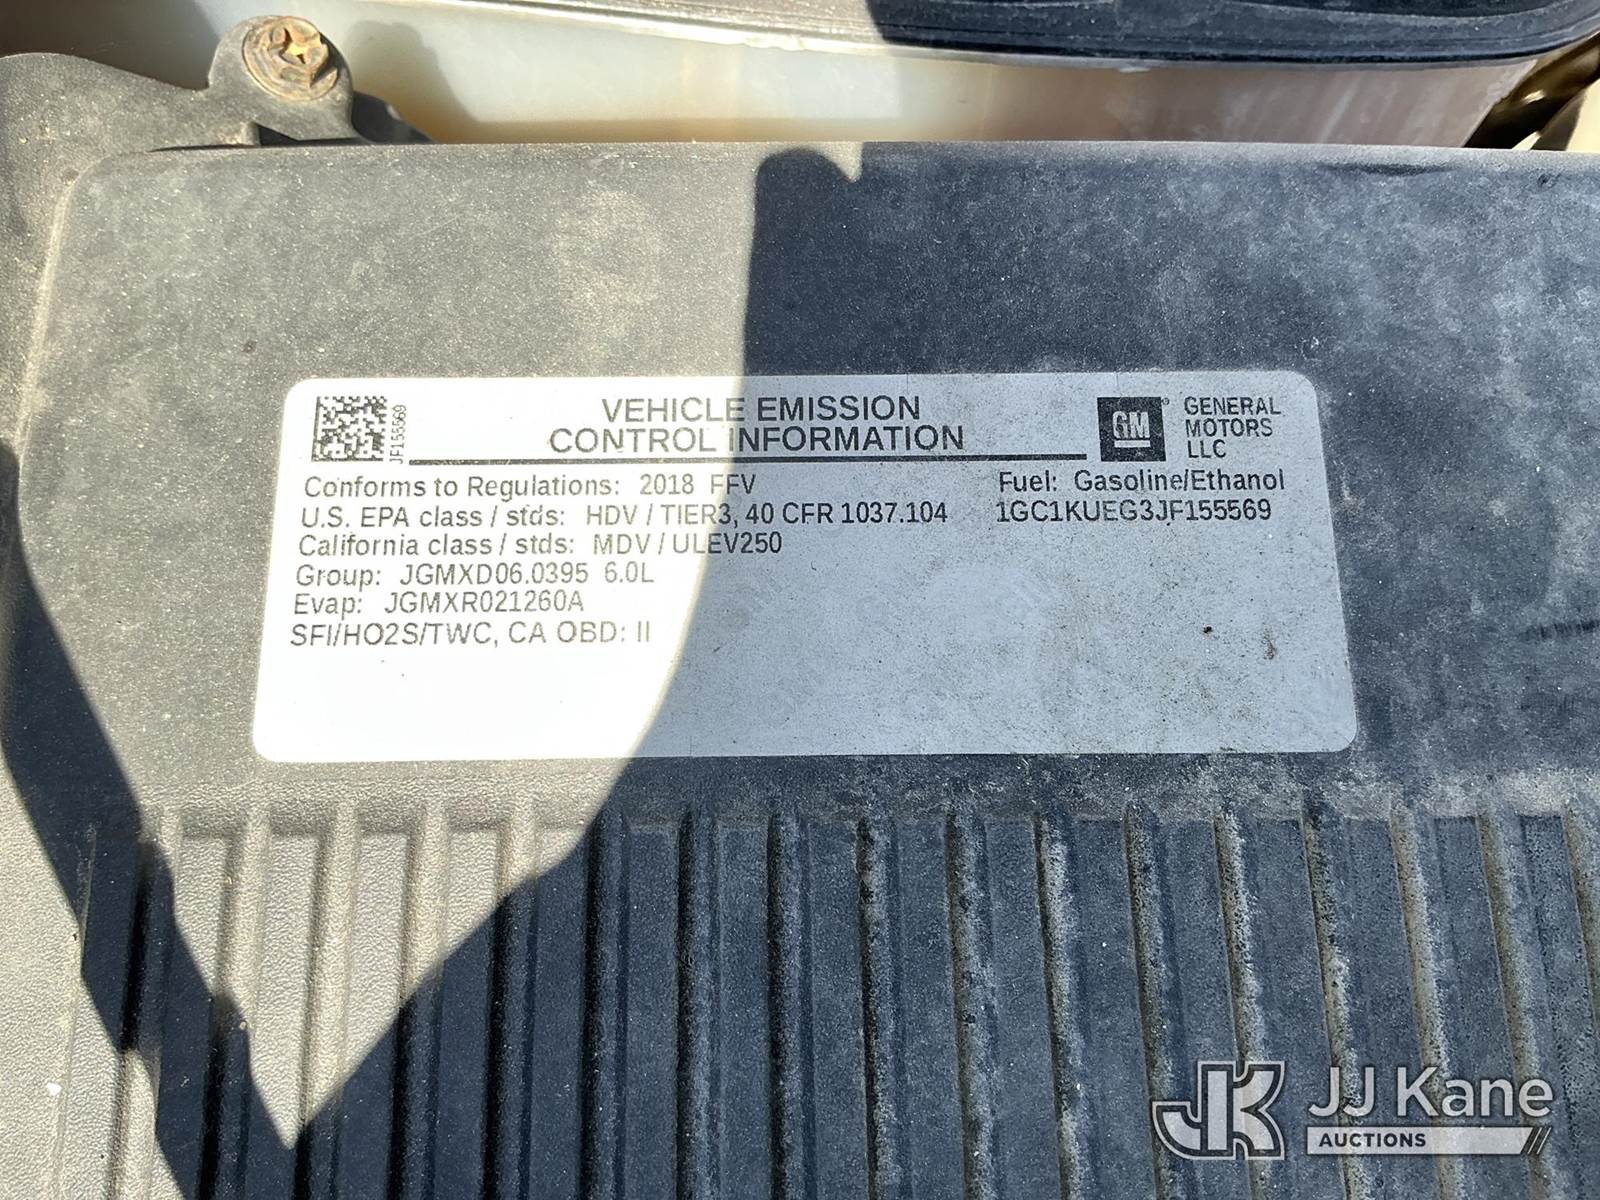 JF155569
VEHICLE EMISSION
CONTROL INFORMATION
GM
GENERAL
MOTORS
LLC
Conforms to Regulations: 2018 FFV
Fuel: Gasoline/Ethanol
U.S. EPA class / stds: HDV / TIER3, 40 CFR 1037.104
1GC1KUEG3JF155569
California class / stds: MDV / ULEV250
Group: JGMXD06.0395 6.0L
Evap: JGMXR021260A
SFI/HO2S/TWC, CA OBD: II
JK
JJ Kane
AUCTIONS